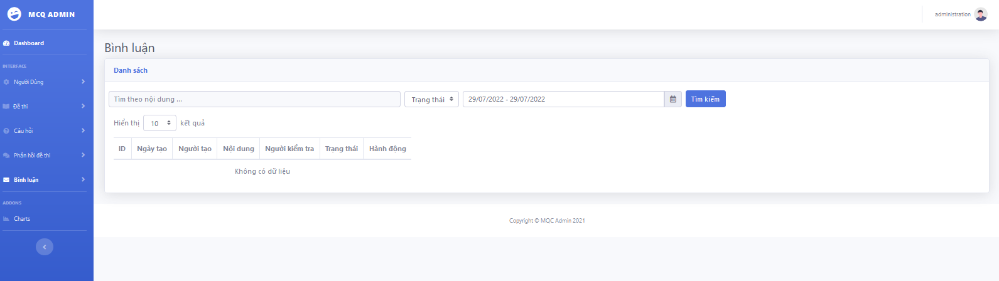 MCQ ADMIN
administration
Dashboard
INTERFACE
Người Dùng
Đề thi
Câu hỏi
Phản hồi đề thi
Bình luận
ADDONS
Charts
Bình luận
Danh sách
Tìm theo nội dung ... Trạng thái 29/07/2022 - 29/07/2022 Tìm kiếm
Hiển thị 10 kết quả
ID Ngày tạo Người tạo Nội dung Người kiểm tra Trạng thái Hành động
Không có dữ liệu
Copyright © MQC Admin 2021